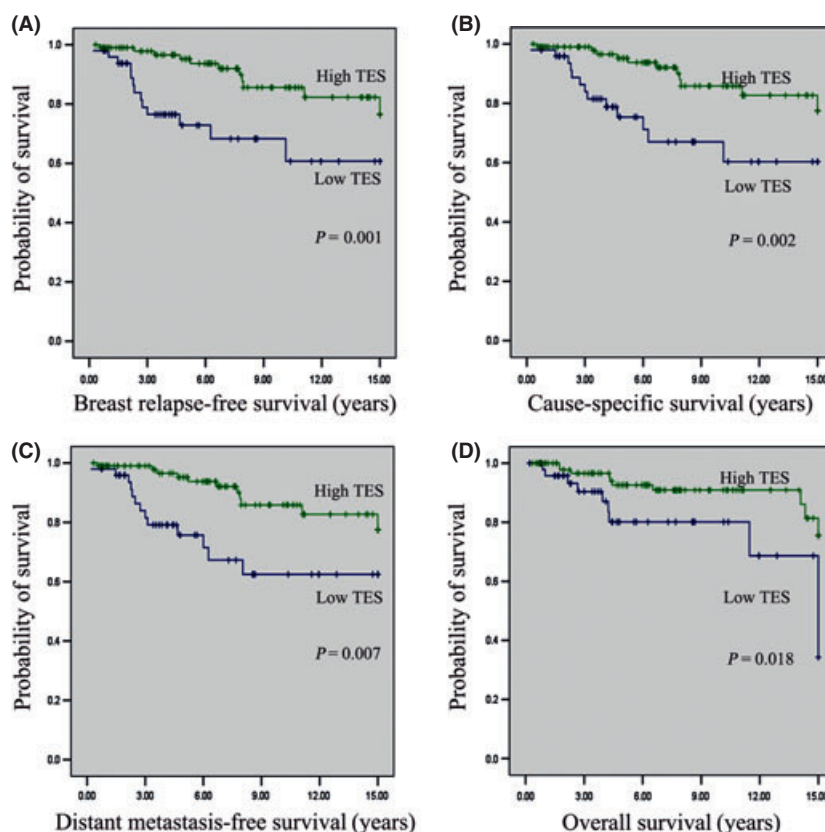 (A)
Probability of survival
1.0
0.8
0.6
0.4
0.2
0.0
High TES
Low TES
P = 0.001
0.00 3.00 6.00 9.00 12.00 15.00
Breast relapse-free survival (years)
(B)
Probability of survival
1.0
0.8
0.6
0.4
0.2
0.0
High TES
Low TES
P = 0.002
0.00 3.00 6.00 9.00 12.00 15.00
Cause-specific survival (years)
(C)
Probability of survival
1.0
0.8
0.6
0.4
0.2
0.0
High TES
Low TES
P = 0.007
0.00 3.00 6.00 9.00 12.00 15.00
Distant metastasis-free survival (years)
(D)
Probability of survival
1.0
0.8
0.6
0.4
0.2
0.0
High TES
Low TES
P = 0.018
0.00 3.00 6.00 9.00 12.00 15.00
Overall survival (years)